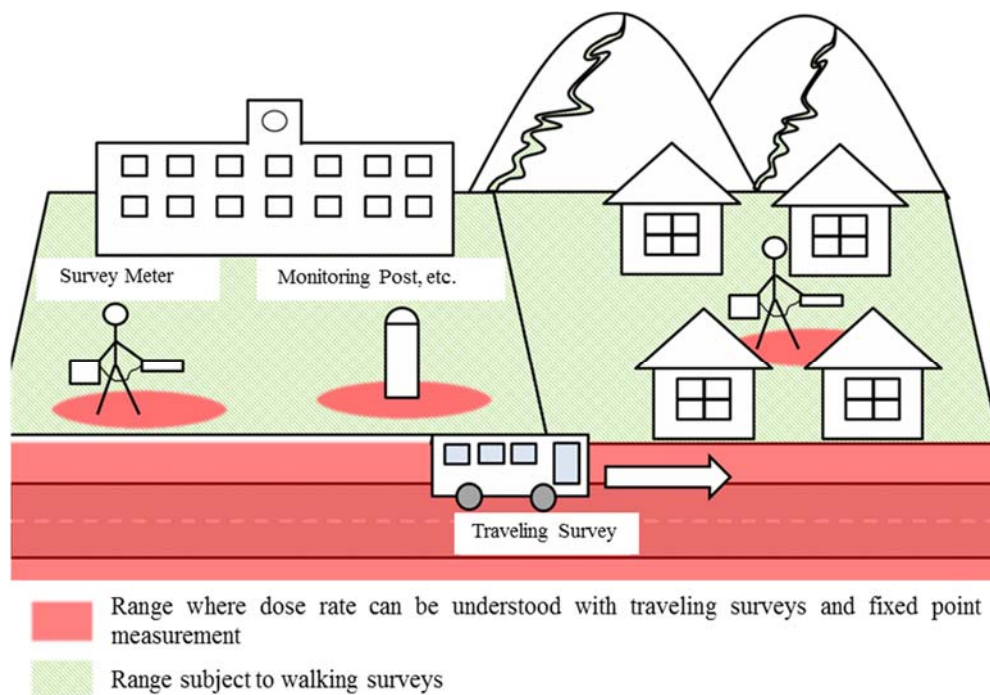 Survey Meter
Monitoring Post, etc.
Traveling Survey
Range where dose rate can be understood with traveling surveys and fixed point
measurement
Range subject to walking surveys